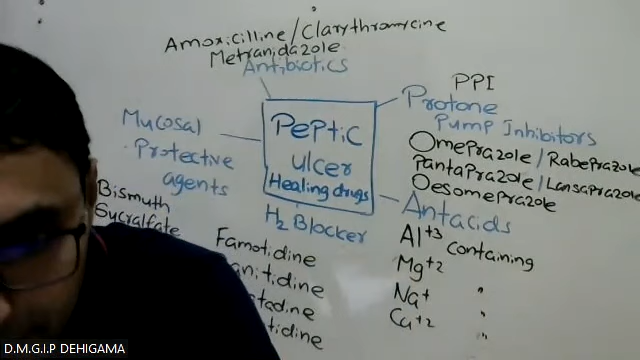 Amoxicilline/Clarythromycine
Metranidazole
Antibiotics
PPI
Protone
Pump Inhibitors
Omeprazole/Rabeprazole
Pantaprazole/Lansaprazole
Oesomeprazole
Mucosal
Protective
agents
Bismuth
Sucralfate
Peptic
ulcer
Healing drugs
H2 Blocker
Famotidine
Antacids
Al+3 containing
Mg+2 "
Na+ "
Ca+2 "
D.M.G.I.P DEHIGAMA